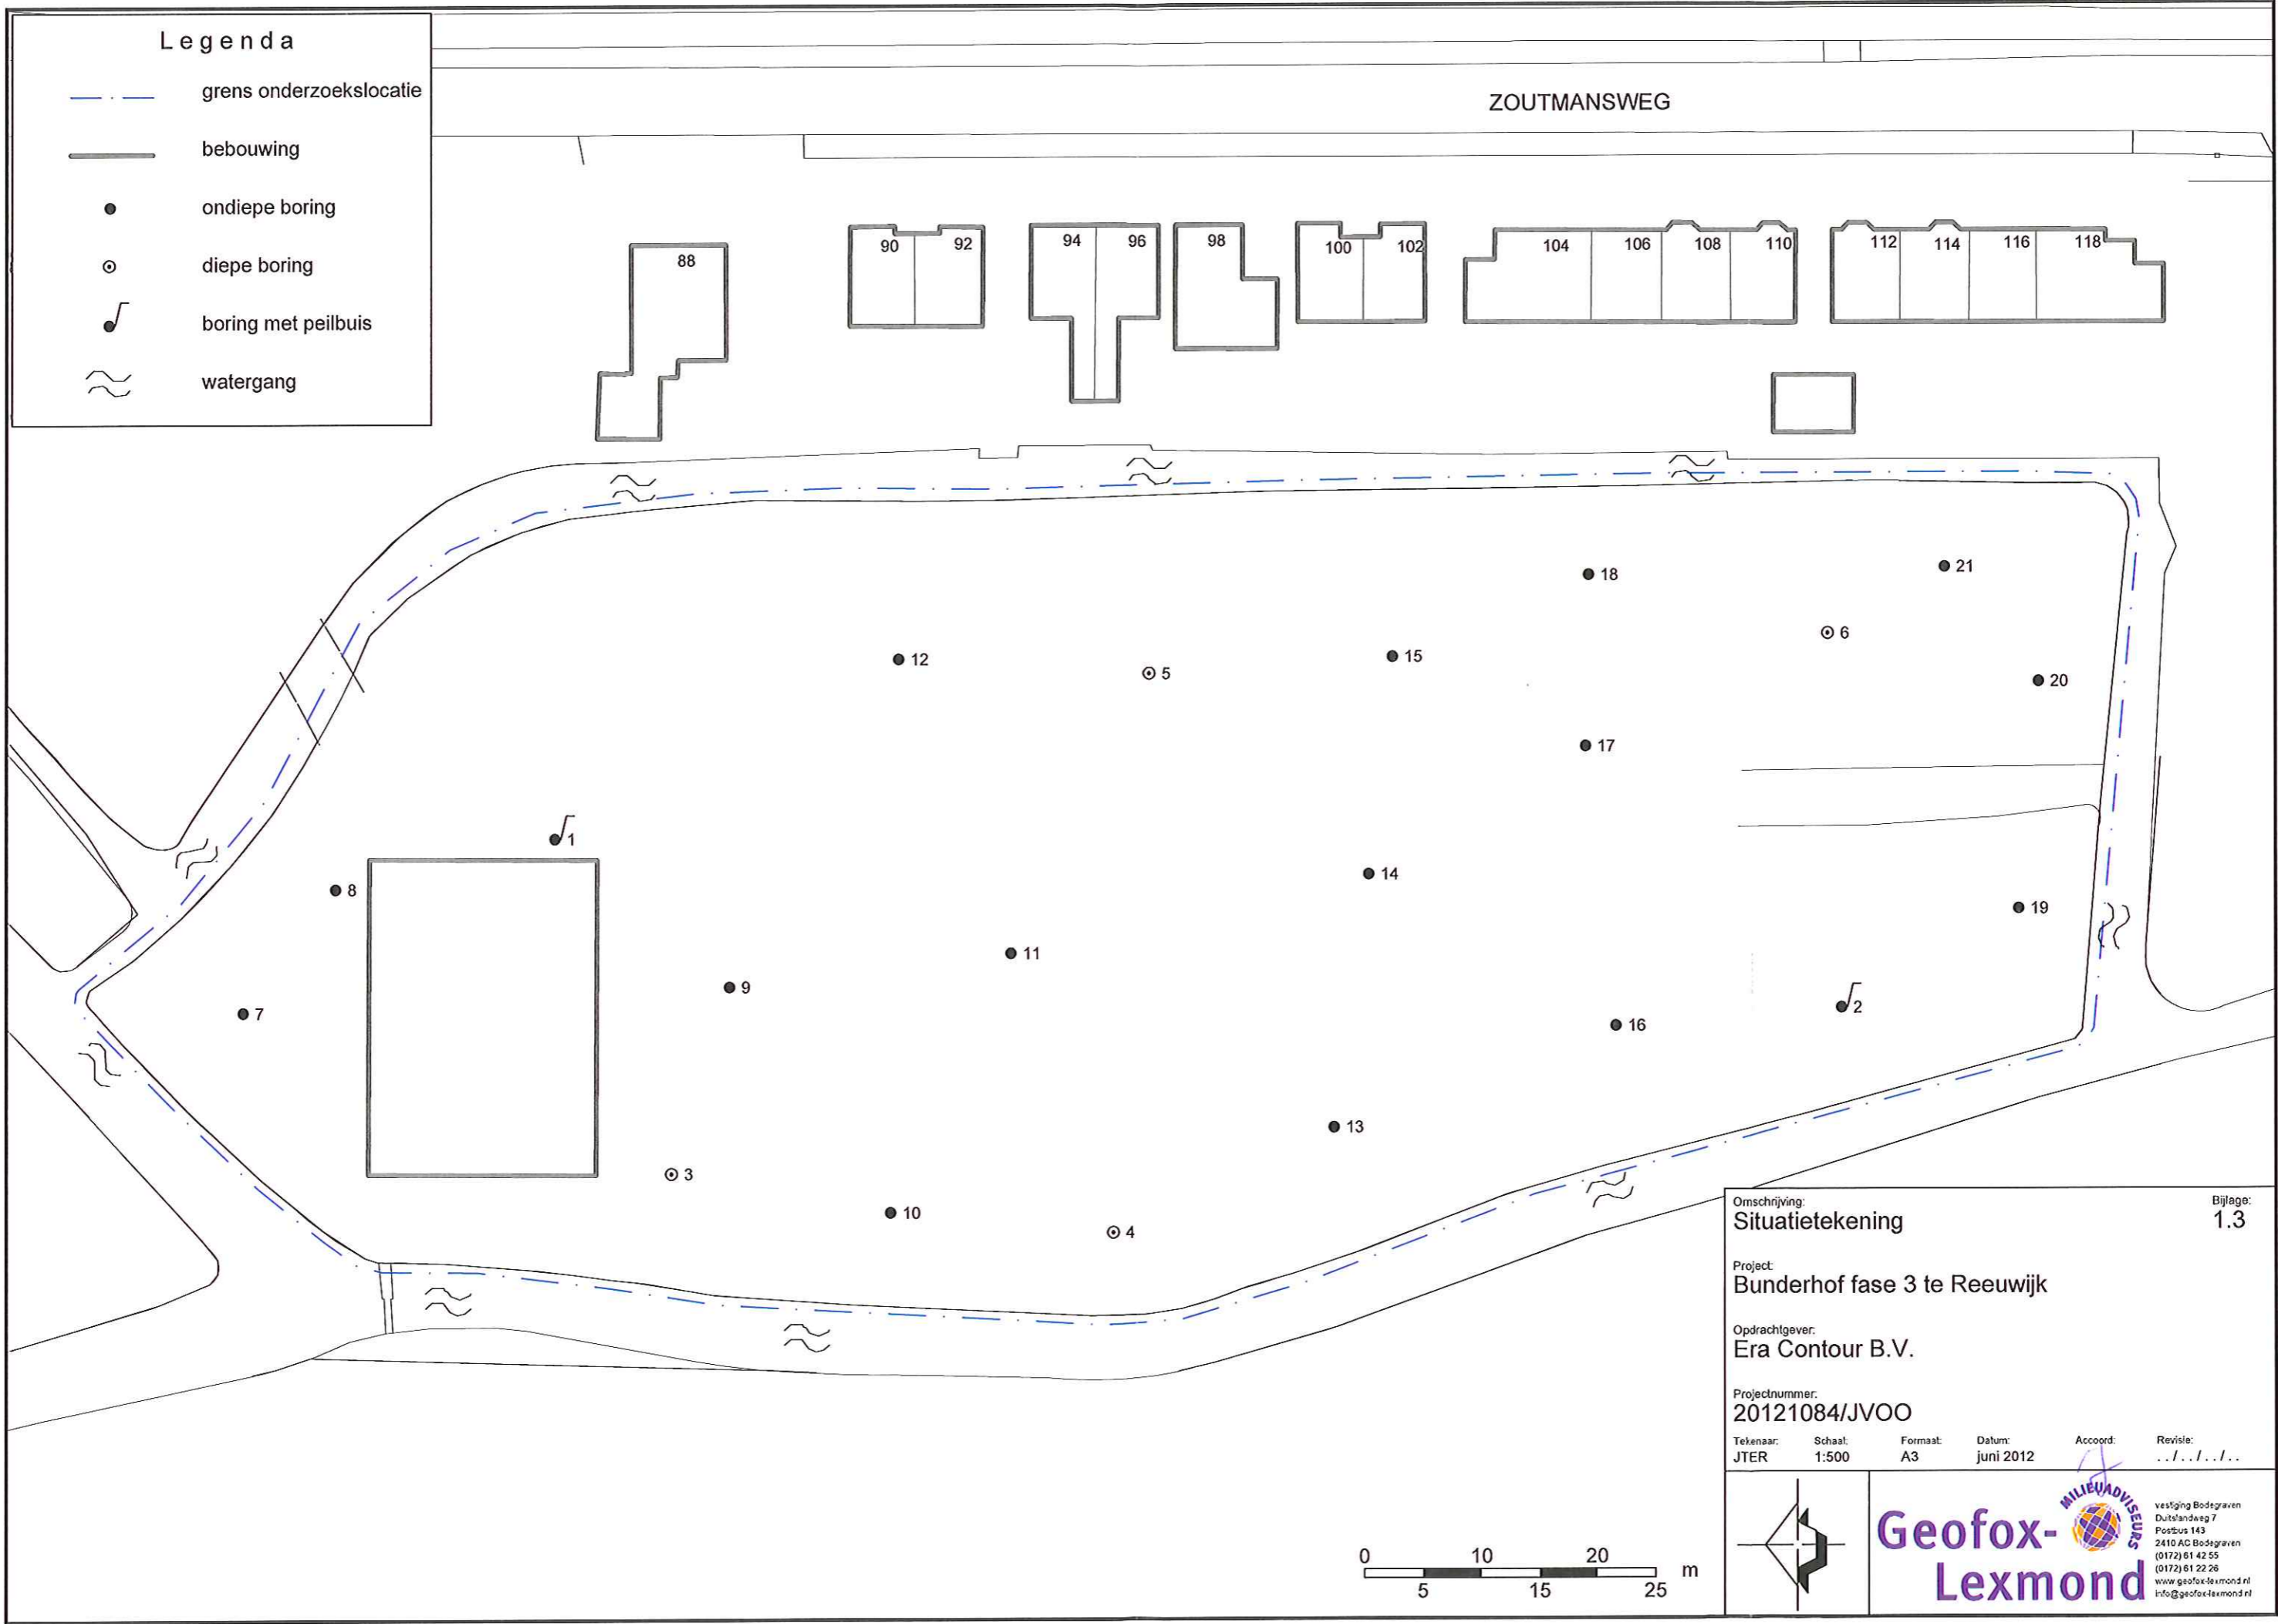 Legenda
grens onderzoekslocatie
bebouwing
ondiepe boring
diepe boring
boring met peilbuis
watergang
ZOUTMANSWEG
88
90 92
94 96
98
100 102
104 106 108 110
112 114 116 118
18
21
6
12
5
15
20
17
1
8
14
19
11
9
7
2
16
13
3
10
4
Omschrijving:
Situatietekening
Bijlage:
1.3
Project:
Bunderhof fase 3 te Reeuwijk
Opdrachtgever:
Era Contour B.V.
Projectnummer:
20121084/JVOO
Tekenaar: Schaal: Formaat: Datum: Accoord: Revisie:
JTER 1:500 A3 juni 2012 ../../../..
0 10 20
m
5 15 25
Geofox-
Lexmond
MILIEUADVISEURS
vestiging Bodegraven
Duitslandweg 7
Postbus 143
2410 AC Bodegraven
(0172) 61 42 55
(0172) 61 22 26
www.geofox-lexmond.nl
info@geofox-lexmond.nl